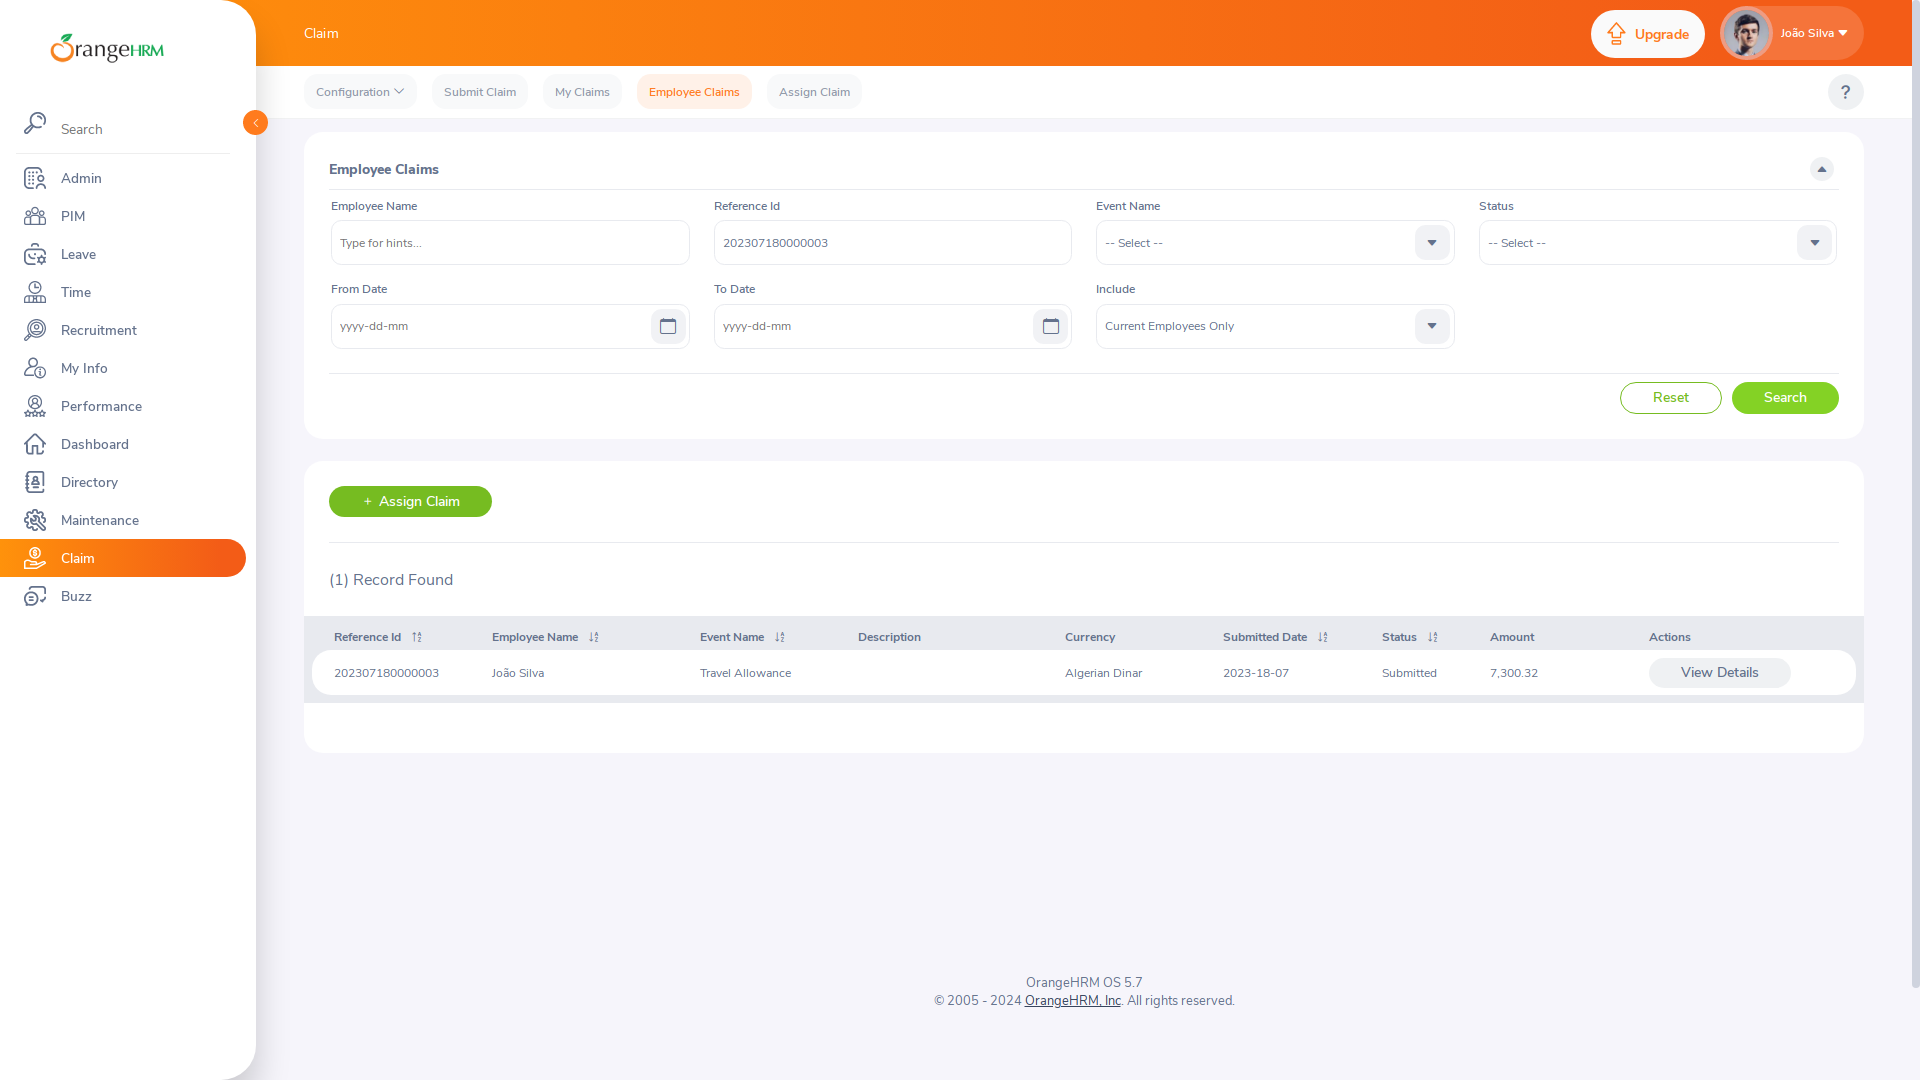 OrangeHRM
Claim
Upgrade
João Silva
Configuration
Submit Claim
My Claims
Employee Claims
Assign Claim
?
Search
Admin
PIM
Leave
Time
Recruitment
My Info
Performance
Dashboard
Directory
Maintenance
Claim
Buzz
Employee Claims
Employee Name
Reference Id
Event Name
Status
Type for hints...
202307180000003
-- Select --
-- Select --
From Date
To Date
Include
yyyy-dd-mm
yyyy-dd-mm
Current Employees Only
Reset
Search
+ Assign Claim
(1) Record Found
Reference Id Employee Name Event Name Description Currency Submitted Date Status Amount Actions
202307180000003 João Silva Travel Allowance Algerian Dinar 2023-18-07 Submitted 7,300.32 View Details
OrangeHRM OS 5.7
© 2005 - 2024 OrangeHRM, Inc. All rights reserved.